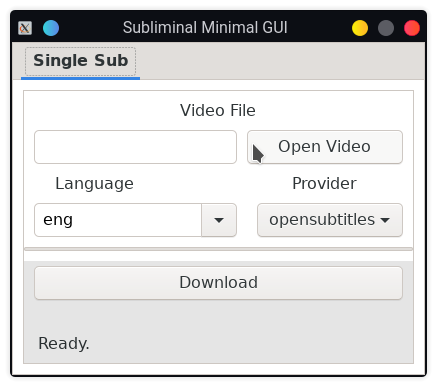 Subliminal Minimal GUI
Single Sub
Video File
Open Video
Language Provider
eng opensubtitles
Download
Ready.